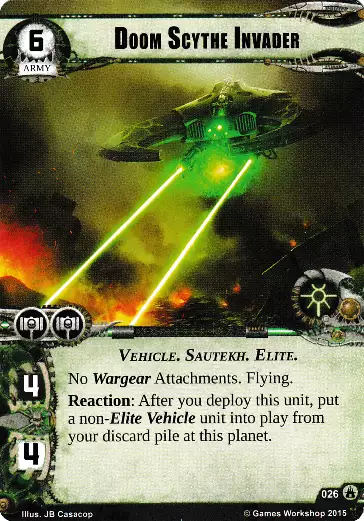 6
ARMY
DOOM SCYTHE INVADER
VEHICLE. SAUTEKH. ELITE.
No Wargear Attachments. Flying.
Reaction: After you deploy this unit, put
a non-Elite Vehicle unit into play from
your discard pile at this planet.
4
4
026
Illus. JB Casacop
© Games Workshop 2015